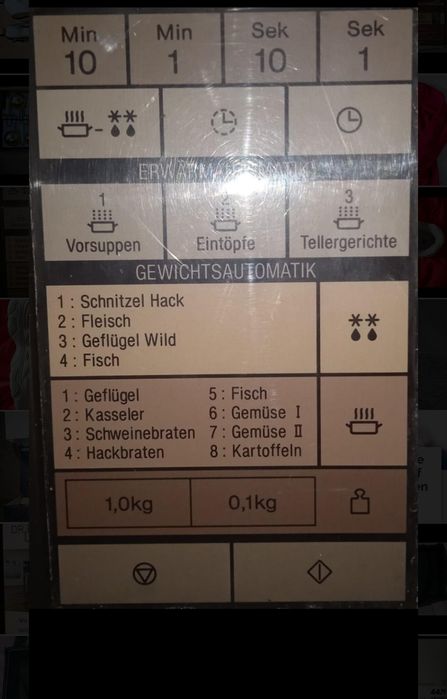 Min Min Sek Sek
10 1 10 1
1 2 3
Vorsuppen Eintöpfe Tellergerichte
GEWICHTSAUTOMATIK
1 : Schnitzel Hack
2 : Fleisch
3 : Geflügel Wild
4 : Fisch
1 : Geflügel 5 : Fisch
2 : Kasseler 6 : Gemüse I
3 : Schweinebraten 7 : Gemüse II
4 : Hackbraten 8 : Kartoffeln
1,0kg 0,1kg